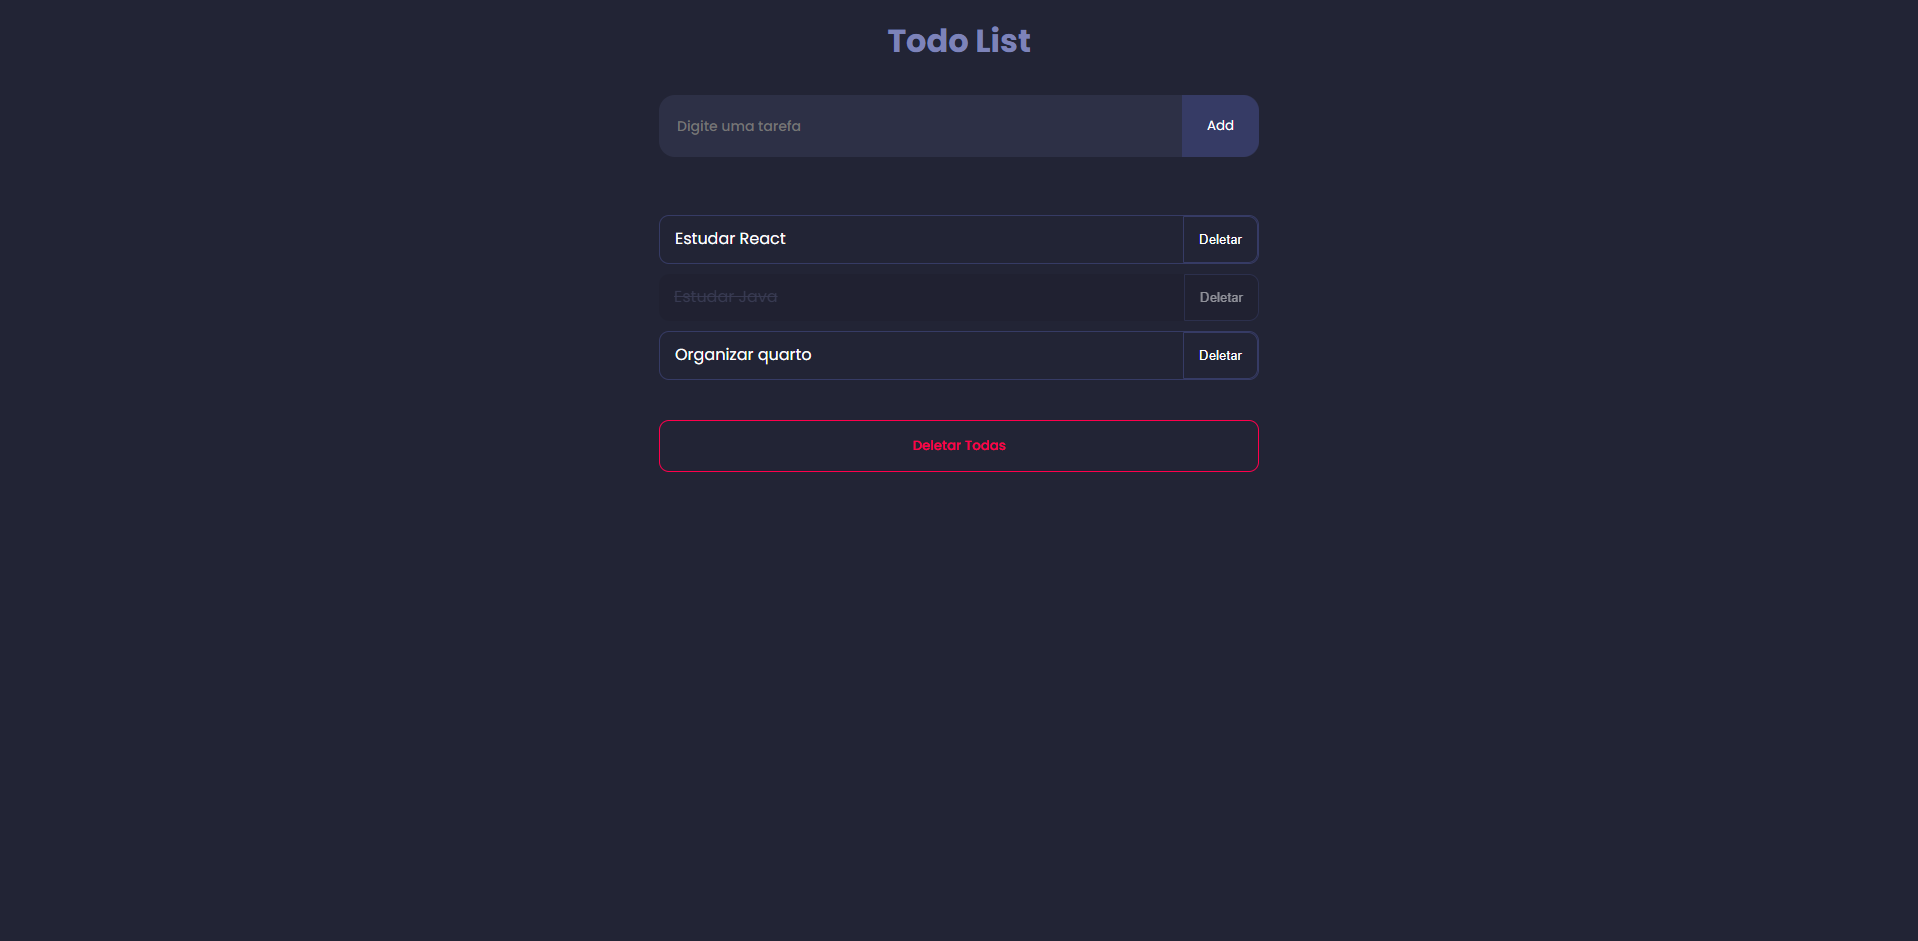 Todo List
Digite uma tarefa
Add
Estudar React
Deletar
Estudar Java
Deletar
Organizar quarto
Deletar
Deletar Todas